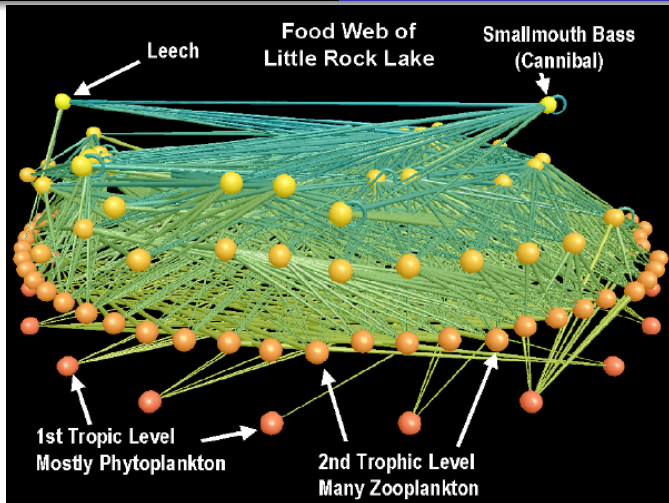 Food Web of
Little Rock Lake
Smallmouth Bass
(Cannibal)
Leech
1st Tropic Level
Mostly Phytoplankton
2nd Trophic Level
Many Zooplankton